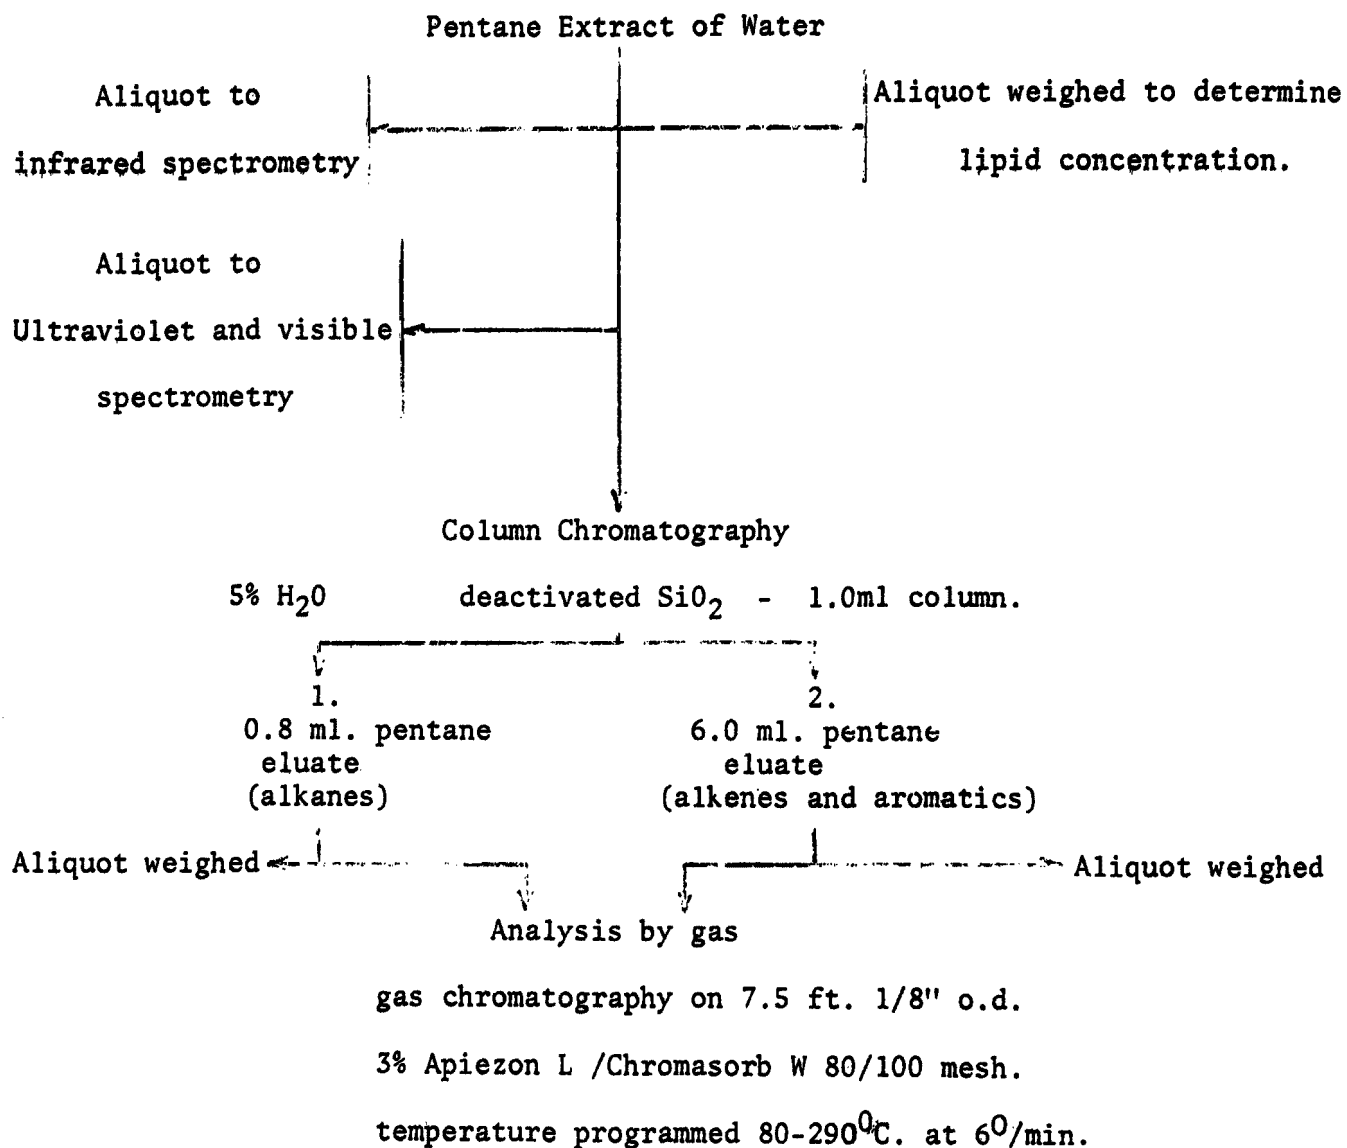 Pentane Extract of Water
Aliquot to
infrared spectrometry
Aliquot weighed to determine
lipid concentration.
Aliquot to
Ultraviolet and visible
spectrometry
Column Chromatography
5% H₂O deactivated SiO₂ - 1.0ml column.
1.
0.8 ml. pentane
eluate
(alkanes)
2.
6.0 ml. pentane
eluate
(alkenes and aromatics)
Aliquot weighed
Aliquot weighed
Analysis by gas
gas chromatography on 7.5 ft. 1/8" o.d.
3% Apiezon L /Chromasorb W 80/100 mesh.
temperature programmed 80-290⁰C. at 6⁰/min.